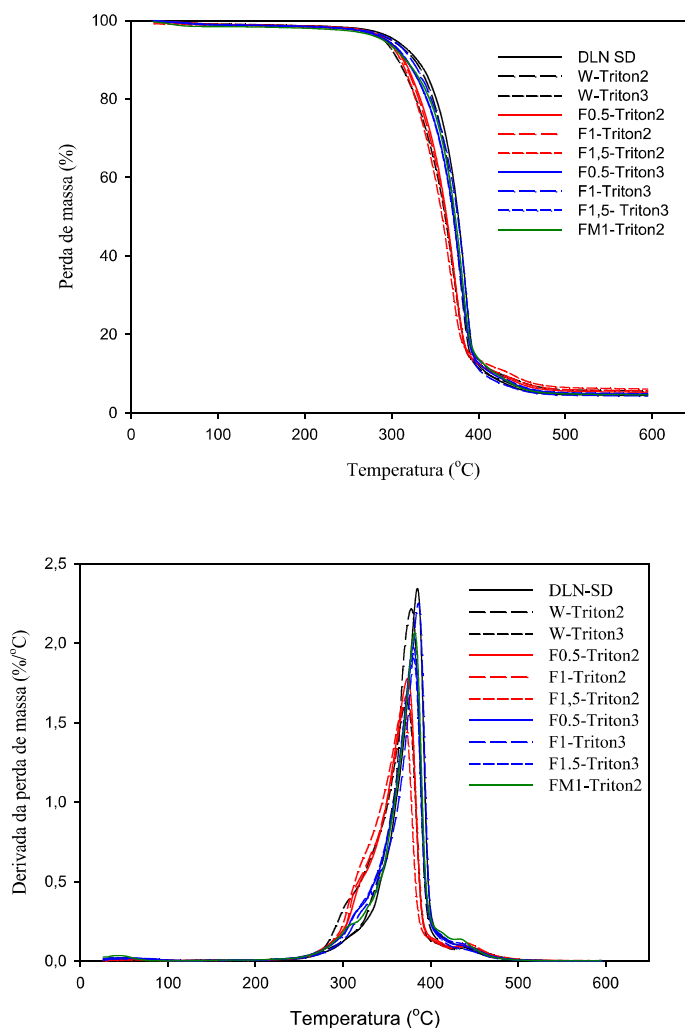 100
80
60
40
20
0
Perda de massa (%)
DLN SD
W-Triton2
W-Triton3
F0.5-Triton2
F1-Triton2
F1,5-Triton2
F0.5-Triton3
F1-Triton3
F1,5- Triton3
FM1-Triton2
0 100 200 300 400 500 600
Temperatura (°C)
2,5
2,0
1,5
1,0
0,5
0,0
Derivada da perda de massa (%/°C)
DLN-SD
W-Triton2
W-Triton3
F0.5-Triton2
F1-Triton2
F1,5-Triton2
F0.5-Triton3
F1-Triton3
F1.5-Triton3
FM1-Triton2
0 100 200 300 400 500 600
Temperatura (°C)